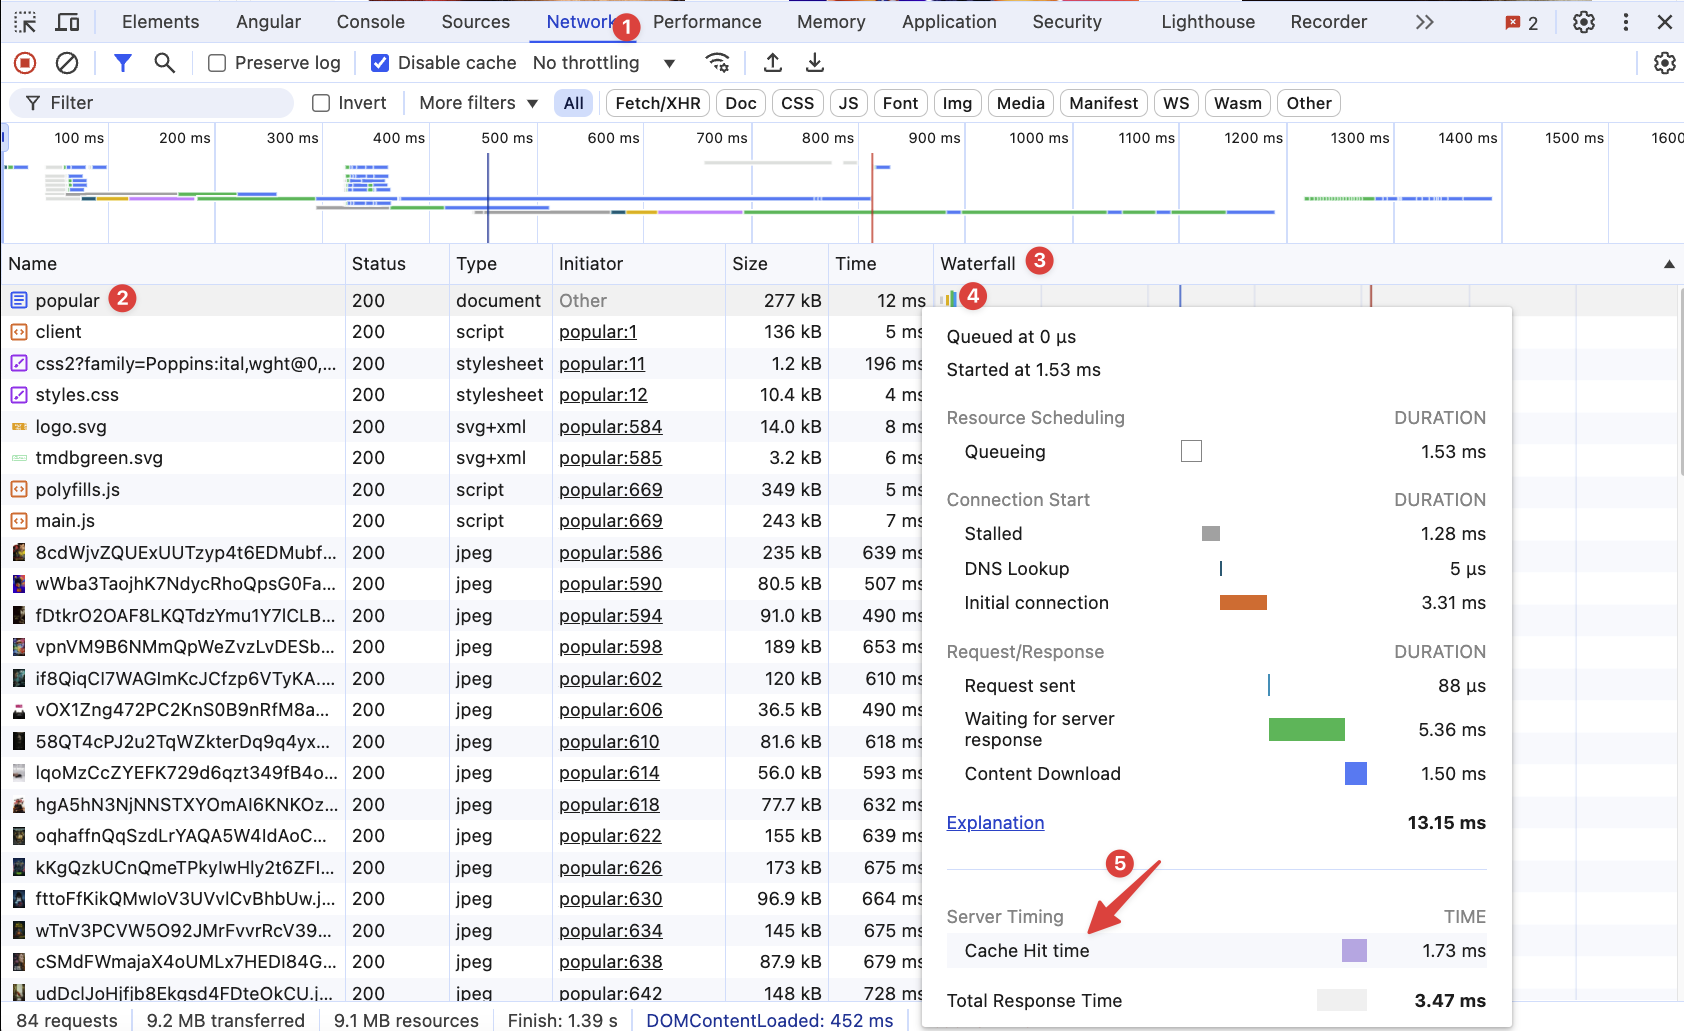 Elements Angular Console Sources Network 1 Performance Memory Application Security Lighthouse Recorder 2
Preserve log Disable cache No throttling
Filter Invert More filters All Fetch/XHR Doc CSS JS Font Img Media Manifest WS Wasm Other
100 ms 200 ms 300 ms 400 ms 500 ms 600 ms 700 ms 800 ms 900 ms 1000 ms 1100 ms 1200 ms 1300 ms 1400 ms 1500 ms 1600
Name Status Type Initiator Size Time Waterfall 3
popular 2 200 document Other 277 kB 12 ms 4
client 200 script popular:1 136 kB 5 ms
css2?family=Poppins:ital,wght@0,... 200 stylesheet popular:11 1.2 kB 196 ms
styles.css 200 stylesheet popular:12 10.4 kB 4 ms
logo.svg 200 svg+xml popular:584 14.0 kB 8 ms
tmdbgreen.svg 200 svg+xml popular:585 3.2 kB 6 ms
polyfills.js 200 script popular:669 349 kB 5 ms
main.js 200 script popular:669 243 kB 7 ms
8cdWjvZQUExUUTzyp4t6EDMubf... 200 jpeg popular:586 235 kB 639 ms
wWba3TaojhK7NdycRhoQpsG0Fa... 200 jpeg popular:590 80.5 kB 507 ms
fDtkrO2OAF8LKQTdzYmu1Y7lCLB... 200 jpeg popular:594 91.0 kB 490 ms
vpnVM9B6NMmQpWeZvzLvDESb... 200 jpeg popular:598 189 kB 653 ms
if8QiqCI7WAGImKcJCfzp6VTyKA.... 200 jpeg popular:602 120 kB 610 ms
vOX1Zng472PC2KnS0B9nRfM8a... 200 jpeg popular:606 36.5 kB 490 ms
58QT4cPJ2u2TqWZkterDq9q4yx... 200 jpeg popular:610 81.6 kB 618 ms
lqoMzCcZYEFK729d6qzt349fB4o... 200 jpeg popular:614 56.0 kB 593 ms
hgA5hN3NjNNSTXYOmAI6KNKOz... 200 jpeg popular:618 77.7 kB 632 ms
oqhaffnQqSzdLrYAQA5W4IdAoC... 200 jpeg popular:622 155 kB 639 ms
kKgQzkUCnQmeTPkyIwHly2t6ZFI... 200 jpeg popular:626 173 kB 675 ms
fttoFfKikQMwIoV3UVvlCvBhbUw.j... 200 jpeg popular:630 96.9 kB 664 ms
wTnV3PCVW5O92JMrFvvrRcV39... 200 jpeg popular:634 145 kB 675 ms
cSMdFWmajaX4oUMLx7HEDI84G... 200 jpeg popular:638 87.9 kB 679 ms
udDclJoHjfjb8Ekgsd4FDteOkCU.j... 200 jpeg popular:642 148 kB 728 ms
84 requests 9.2 MB transferred 9.1 MB resources Finish: 1.39 s DOMContentLoaded: 452 ms
Queued at 0 μs
Started at 1.53 ms
Resource Scheduling DURATION
Queueing 1.53 ms
Connection Start DURATION
Stalled 1.28 ms
DNS Lookup 5 μs
Initial connection 3.31 ms
Request/Response DURATION
Request sent 88 μs
Waiting for server
response 5.36 ms
Content Download 1.50 ms
Explanation 13.15 ms
5
Server Timing TIME
Cache Hit time 1.73 ms
Total Response Time 3.47 ms